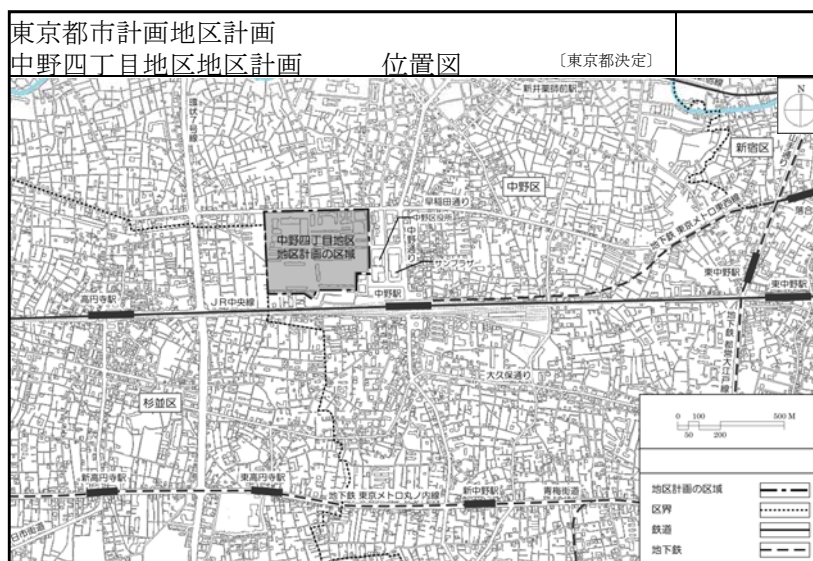 東京都市計画地区計画
中野四丁目地区地区計画 位置図 〔東京都決定〕
N
新井薬師前駅
環状7号線
新宿区
中野区
早稲田通り
中野区役所
地下鉄 東京メトロ東西線
落合
中野四丁目地区
地区計画の区域
中野通り
サンプラザ
高円寺駅
JR中央線
中野駅
東中野駅
東中野駅
地下鉄 都営大江戸線
大久保通り
杉並区
0 100 500 M
50 200
新高円寺駅
東高円寺駅
地下鉄 東京メトロ丸ノ内線
新中野駅
青梅街道
日市街道
地区計画の区域
区界
鉄道
地下鉄